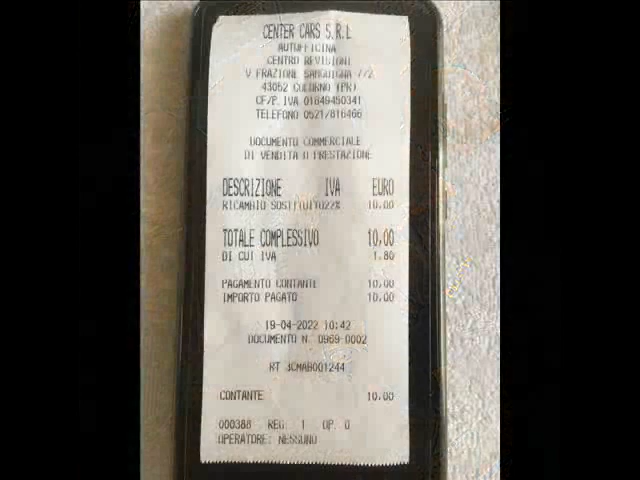 CENTER CARS S.R.L
AUTOFFICINA
CENTRO REVISIONI
V FRAZIONE SANGUIGNA 7/2
43052 COLORNO (PR)
CF/P.IVA 01649450341
TELEFONO 0521/816466
DOCUMENTO COMMERCIALE
DI VENDITA O PRESTAZIONE
DESCRIZIONE IVA EURO
RICAMBIO SOSTITUITO22% 10,00
TOTALE COMPLESSIVO 10,00
DI CUI IVA 1,80
PAGAMENTO CONTANTE 10,00
IMPORTO PAGATO 10,00
19-04-2022 10:42
DOCUMENTO N. 0969-0002
RT 3CMAB001244
CONTANTE 10,00
000388 REG 1 OP. 0
OPERATORE: NESSUNO